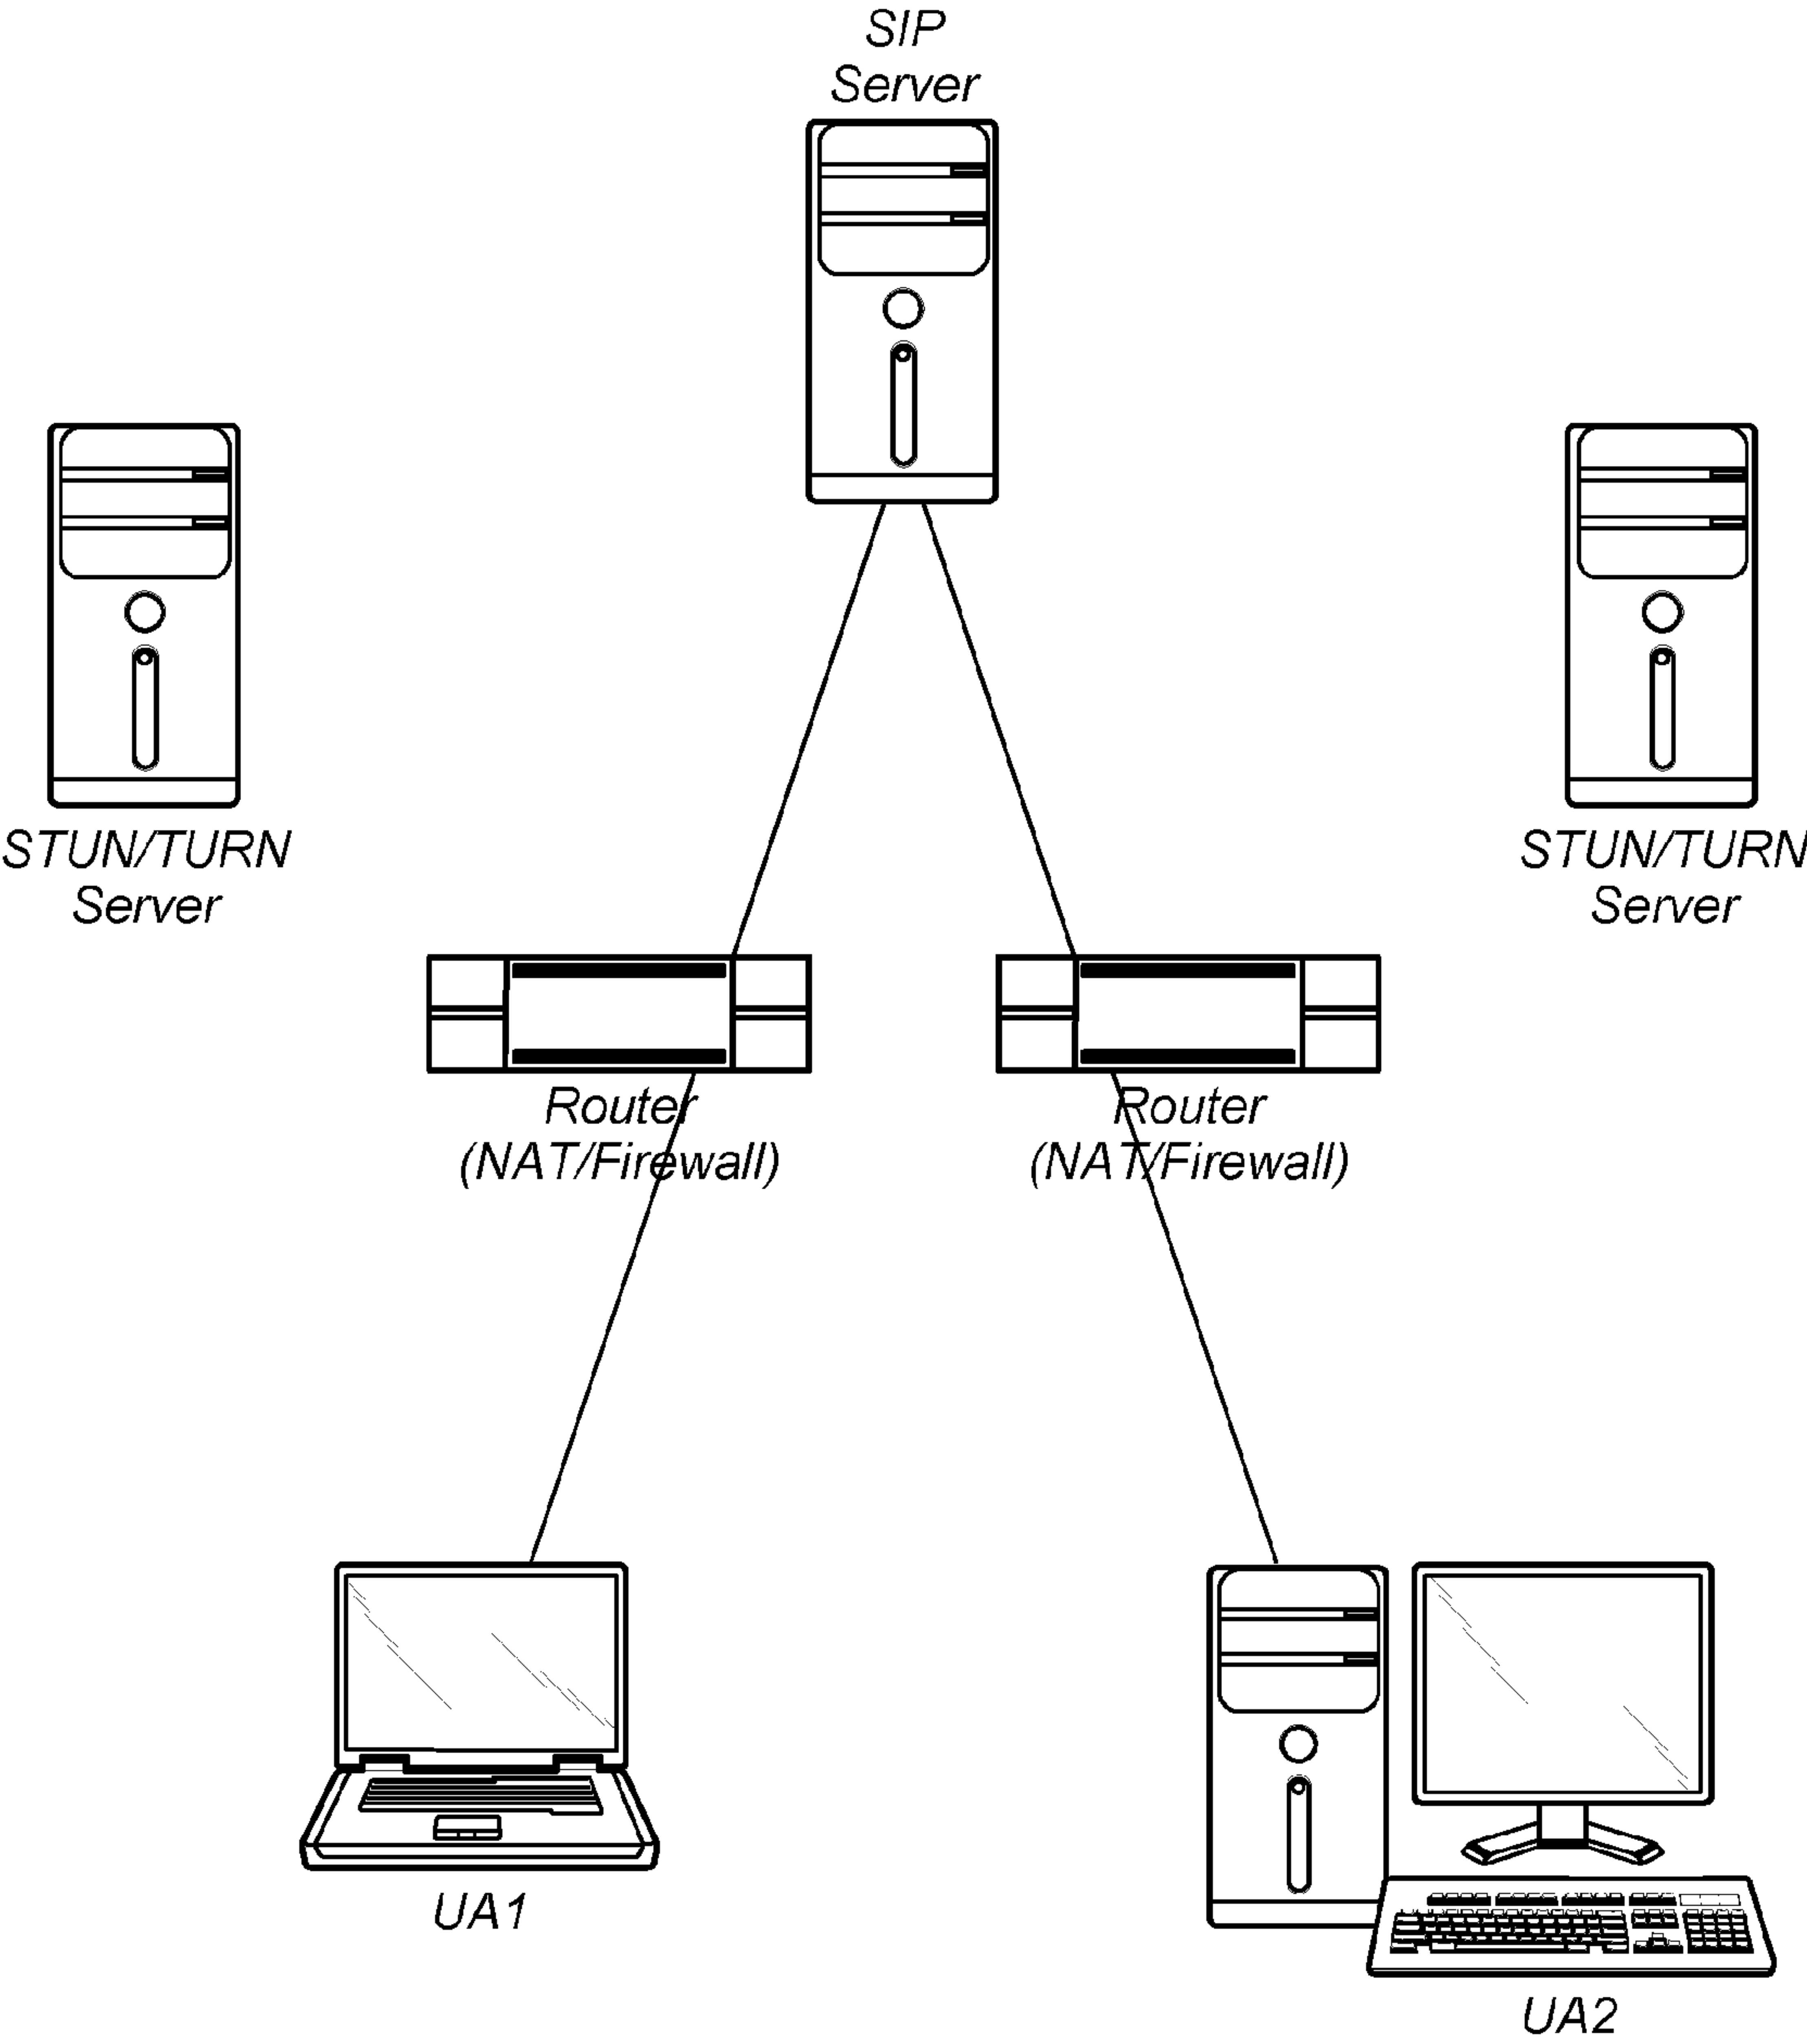 SIP
Server
STUN/TURN
Server
STUN/TURN
Server
Router
(NAT/Firewall)
Router
(NAT/Firewall)
UA1
UA2